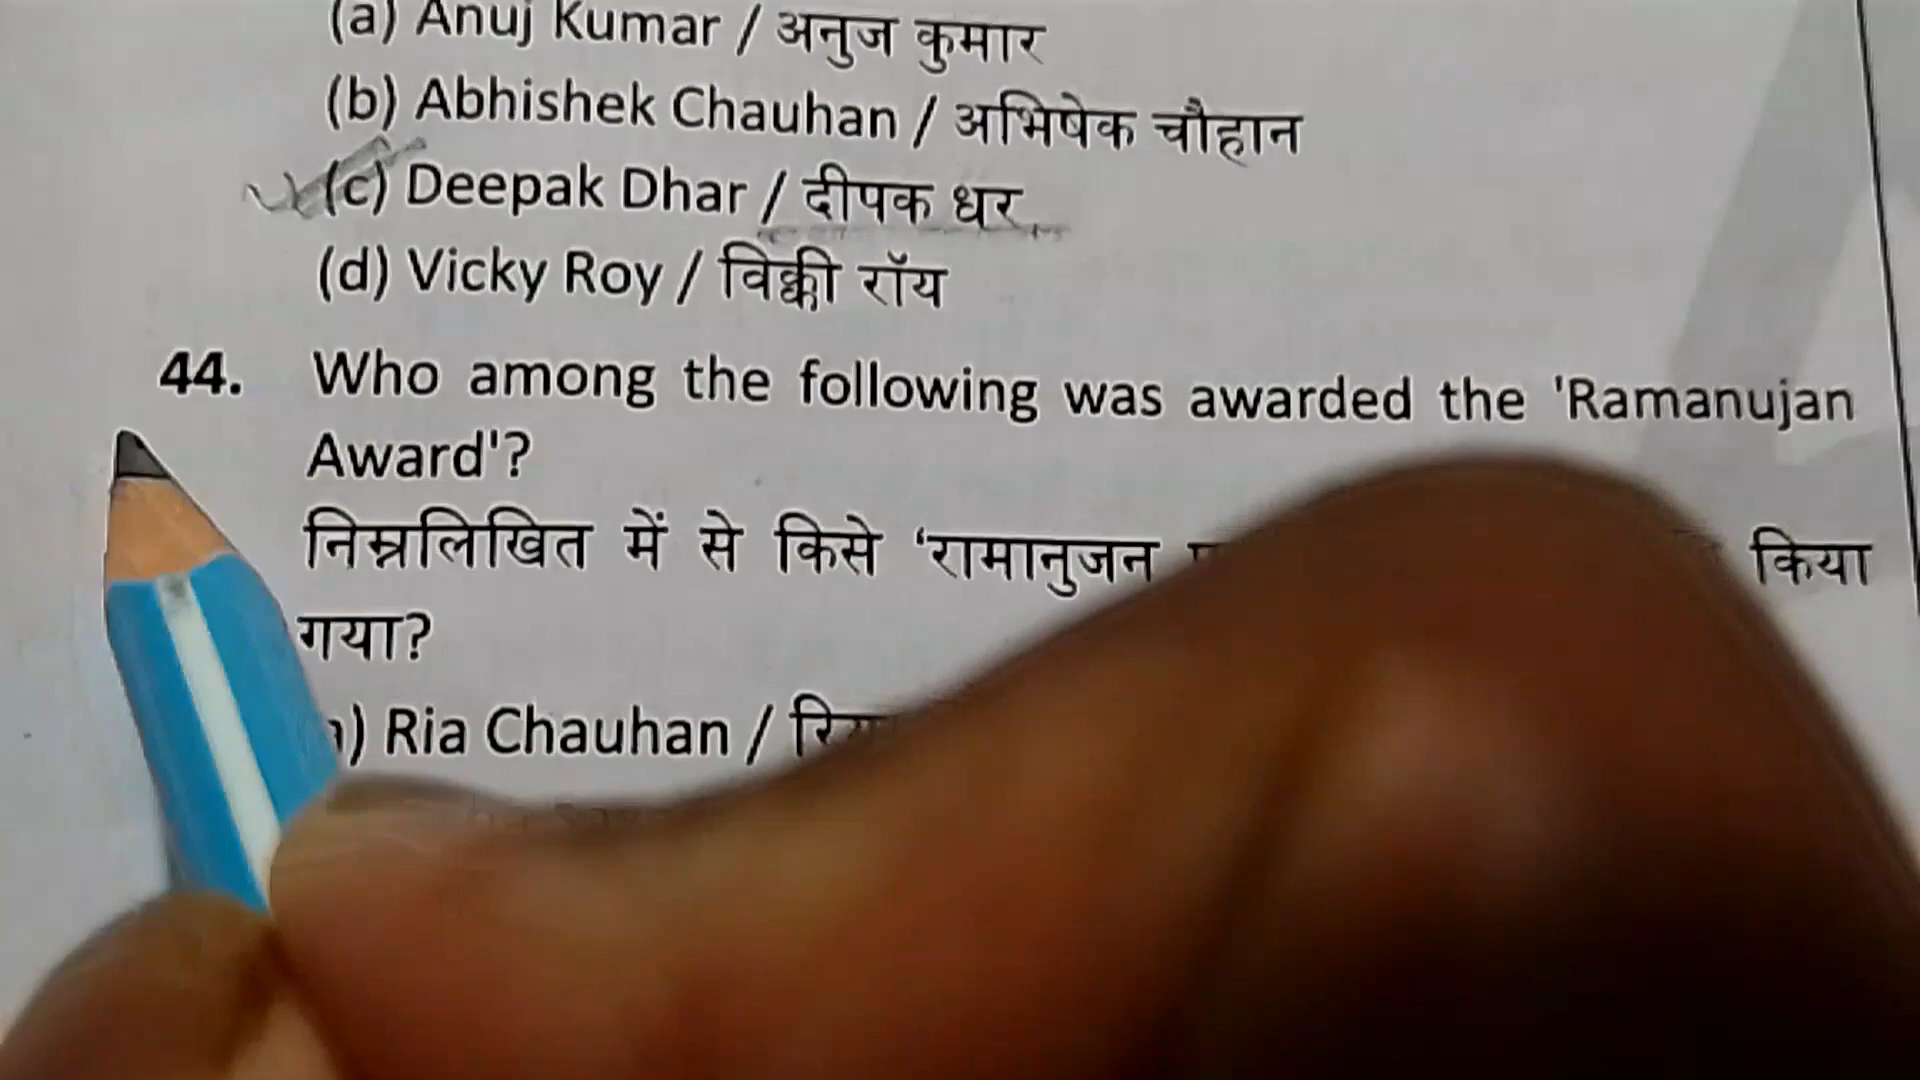 (a) Anuj Kumar / अनुज कुमार
(b) Abhishek Chauhan / अभिषेक चौहान
(c) Deepak Dhar / दीपक धर
(d) Vicky Roy / विक्की रॉय
44. Who among the following was awarded the 'Ramanujan
Award'?
निम्नलिखित में से किसे ‘रामानुजन किया
गया?
Ria Chauhan /